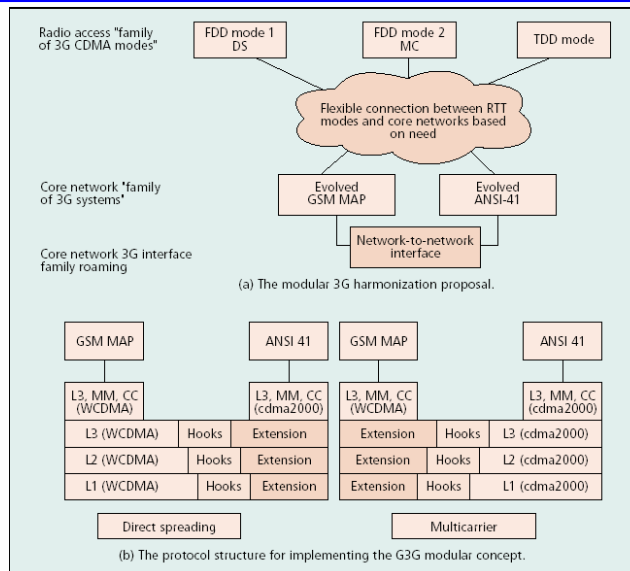 Radio access "family
of 3G CDMA modes"
FDD mode 1
DS
FDD mode 2
MC
TDD mode
Flexible connection between RTT
modes and core networks based
on need
Core network "family
of 3G systems"
Evolved
GSM MAP
Evolved
ANSI-41
Core network 3G interface
family roaming
Network-to-network
interface
(a) The modular 3G harmonization proposal.
GSM MAP
ANSI 41
GSM MAP
ANSI 41
L3, MM, CC
(WCDMA)
L3, MM, CC
(cdma2000)
L3, MM, CC
(WCDMA)
L3, MM, CC
(cdma2000)
L3 (WCDMA) Hooks Extension
Extension Hooks L3 (cdma2000)
L2 (WCDMA) Hooks Extension
Extension Hooks L2 (cdma2000)
L1 (WCDMA) Hooks Extension
Extension Hooks L1 (cdma2000)
Direct spreading
Multicarrier
(b) The protocol structure for implementing the G3G modular concept.